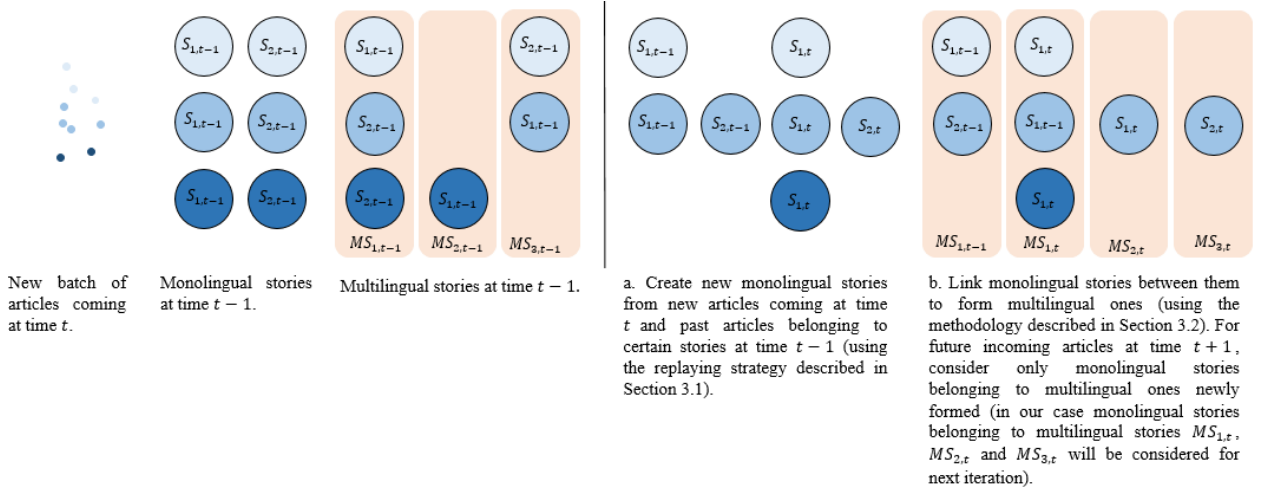 S₁,ₜ₋₁ S₂,ₜ₋₁ S₁,ₜ₋₁ S₂,ₜ₋₁ S₁,ₜ₋₁ S₁,ₜ S₁,ₜ₋₁ S₁,ₜ
S₁,ₜ₋₁ S₂,ₜ₋₁ S₂,ₜ₋₁ S₁,ₜ₋₁ S₁,ₜ₋₁ S₂,ₜ₋₁ S₁,ₜ S₂,ₜ S₂,ₜ₋₁ S₁,ₜ₋₁ S₁,ₜ S₂,ₜ
S₁,ₜ₋₁ S₂,ₜ₋₁ S₂,ₜ₋₁ S₁,ₜ₋₁ S₁,ₜ S₁,ₜ
MS₁,ₜ₋₁ MS₂,ₜ₋₁ MS₃,ₜ₋₁ MS₁,ₜ₋₁ MS₁,ₜ MS₂,ₜ MS₃,ₜ
New batch of
articles coming
at time t.
Monolingual stories
at time t − 1.
Multilingual stories at time t − 1.
a. Create new monolingual stories
from new articles coming at time
t and past articles belonging to
certain stories at time t − 1 (using
the replaying strategy described in
Section 3.1).
b. Link monolingual stories between them
to form multilingual ones (using the
methodology described in Section 3.2). For
future incoming articles at time t + 1,
consider only monolingual stories
belonging to multilingual ones newly
formed (in our case monolingual stories
belonging to multilingual stories MS₁,ₜ,
MS₂,ₜ and MS₃,ₜ will be considered for
next iteration).